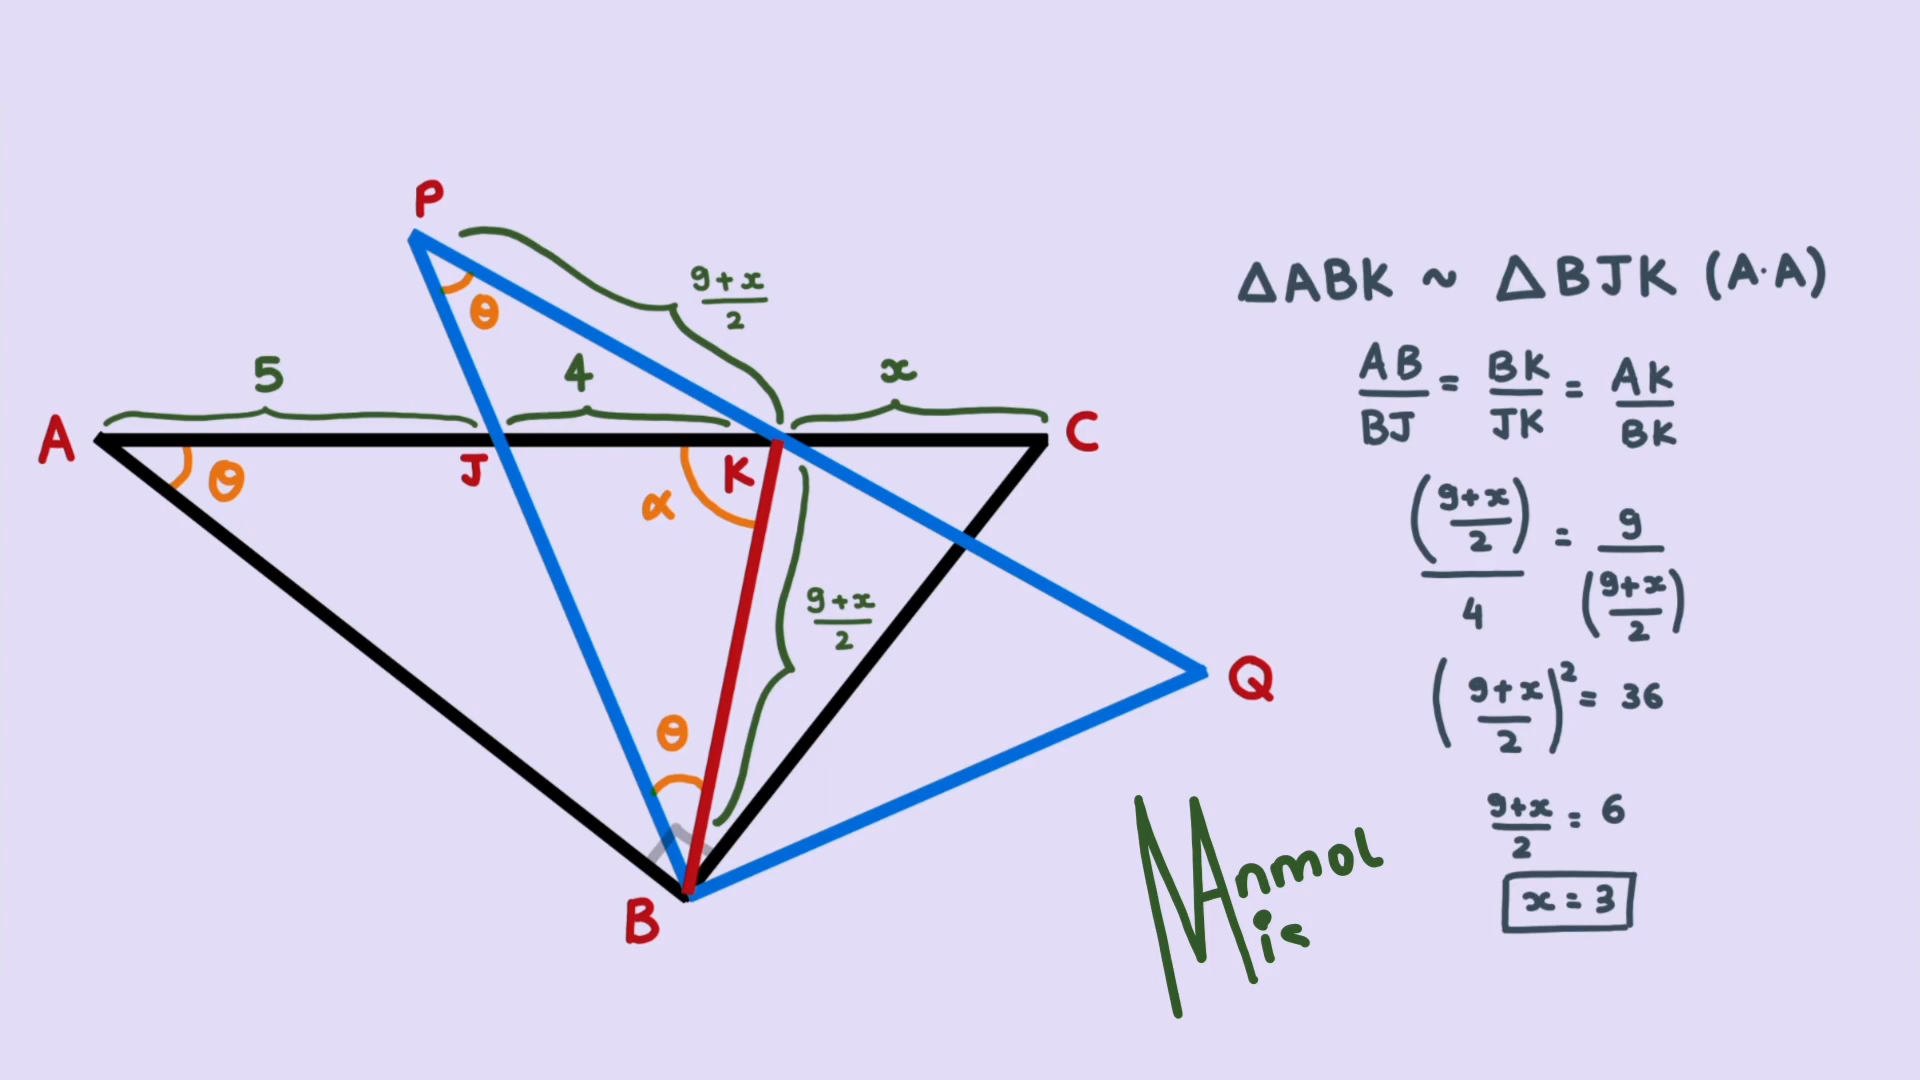 P
9+x
2
θ
5
4
x
A
C
θ
J
α
K
9+x
2
θ
Q
B
ΔABK ~ ΔBJK (A·A)
AB/BJ = BK/JK = AK/BK
((9+x)/2)/4 = 9/((9+x)/2)
((9+x)/2)² = 36
(9+x)/2 = 6
x = 3
Anmol